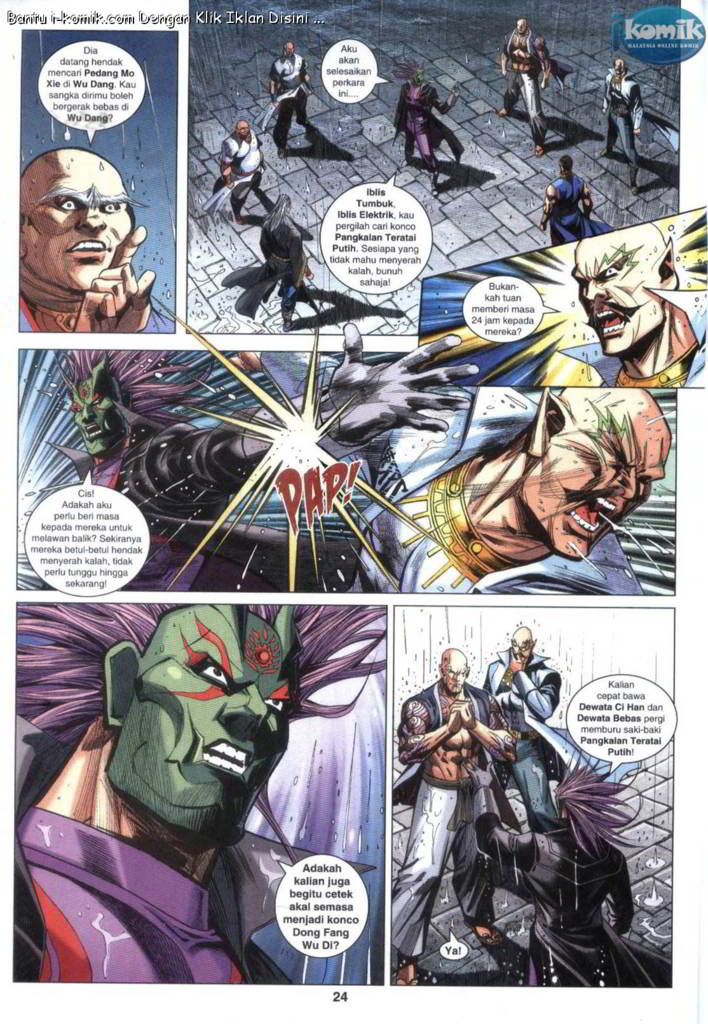 Bantu i-komik.com Dengan Klik Iklan Disini ...
komik
MALAYSIA ONLINE KOMIK
Dia
datang hendak
mencari Pedang Mo
Xie di Wu Dang. Kau
sangka dirimu boleh
bergerak bebas di
Wu Dang?
Aku
akan
selesaikan
perkara
ini....
Iblis
Tumbuk,
Iblis Elektrik, kau
pergilah cari konco
Pangkalan Teratai
Putih. Sesiapa yang
tidak mahu menyerah
kalah, bunuh
sahaja!
Bukan-
kah tuan
memberi masa
24 jam kepada
mereka?
Cis!
Adakah aku
perlu beri masa
kepada mereka untuk
melawan balik? Sekiranya
mereka betul-betul hendak
menyerah kalah, tidak
perlu tunggu hingga
sekarang!
PAP!
Adakah
kalian juga
begitu cetek
akal semasa
menjadi konco
Dong Fang
Wu Di?
Kalian
cepat bawa
Dewata Ci Han dan
Dewata Bebas pergi
memburu saki-baki
Pangkalan Teratai
Putih!
Ya!
24